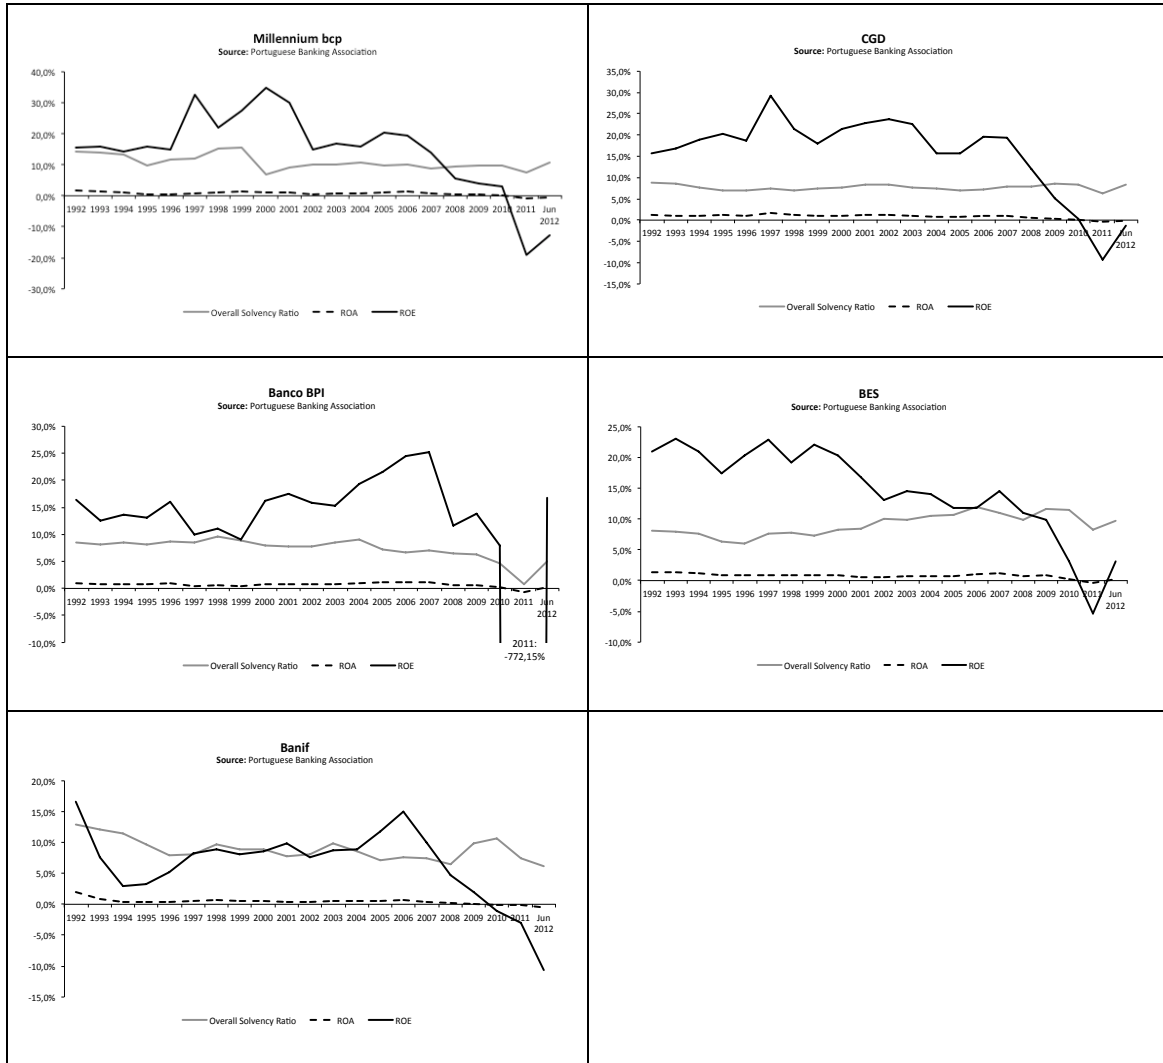 Millennium bcp
Source: Portuguese Banking Association
40,0%
30,0%
20,0%
10,0%
0,0%
-10,0%
-20,0%
-30,0%
1992 1993 1994 1995 1996 1997 1998 1999 2000 2001 2002 2003 2004 2005 2006 2007 2008 2009 2010 2011 Jun
2012
Overall Solvency Ratio ROA ROE
CGD
Source: Portuguese Banking Association
35,0%
30,0%
25,0%
20,0%
15,0%
10,0%
5,0%
0,0%
-5,0%
-10,0%
-15,0%
1992 1993 1994 1995 1996 1997 1998 1999 2000 2001 2002 2003 2004 2005 2006 2007 2008 2009 2010 2011 Jun
2012
Overall Solvency Ratio ROA ROE
Banco BPI
Source: Portuguese Banking Association
30,0%
25,0%
20,0%
15,0%
10,0%
5,0%
0,0%
-5,0%
-10,0%
1992 1993 1994 1995 1996 1997 1998 1999 2000 2001 2002 2003 2004 2005 2006 2007 2008 2009 2010 2011 Jun
2012
2011:
-772,15%
Overall Solvency Ratio ROA ROE
BES
Source: Portuguese Banking Association
25,0%
20,0%
15,0%
10,0%
5,0%
0,0%
-5,0%
-10,0%
1992 1993 1994 1995 1996 1997 1998 1999 2000 2001 2002 2003 2004 2005 2006 2007 2008 2009 2010 2011 Jun
2012
Overall Solvency Ratio ROA ROE
Banif
Source: Portuguese Banking Association
20,0%
15,0%
10,0%
5,0%
0,0%
-5,0%
-10,0%
-15,0%
1992 1993 1994 1995 1996 1997 1998 1999 2000 2001 2002 2003 2004 2005 2006 2007 2008 2009 2010 2011 Jun
2012
Overall Solvency Ratio ROA ROE